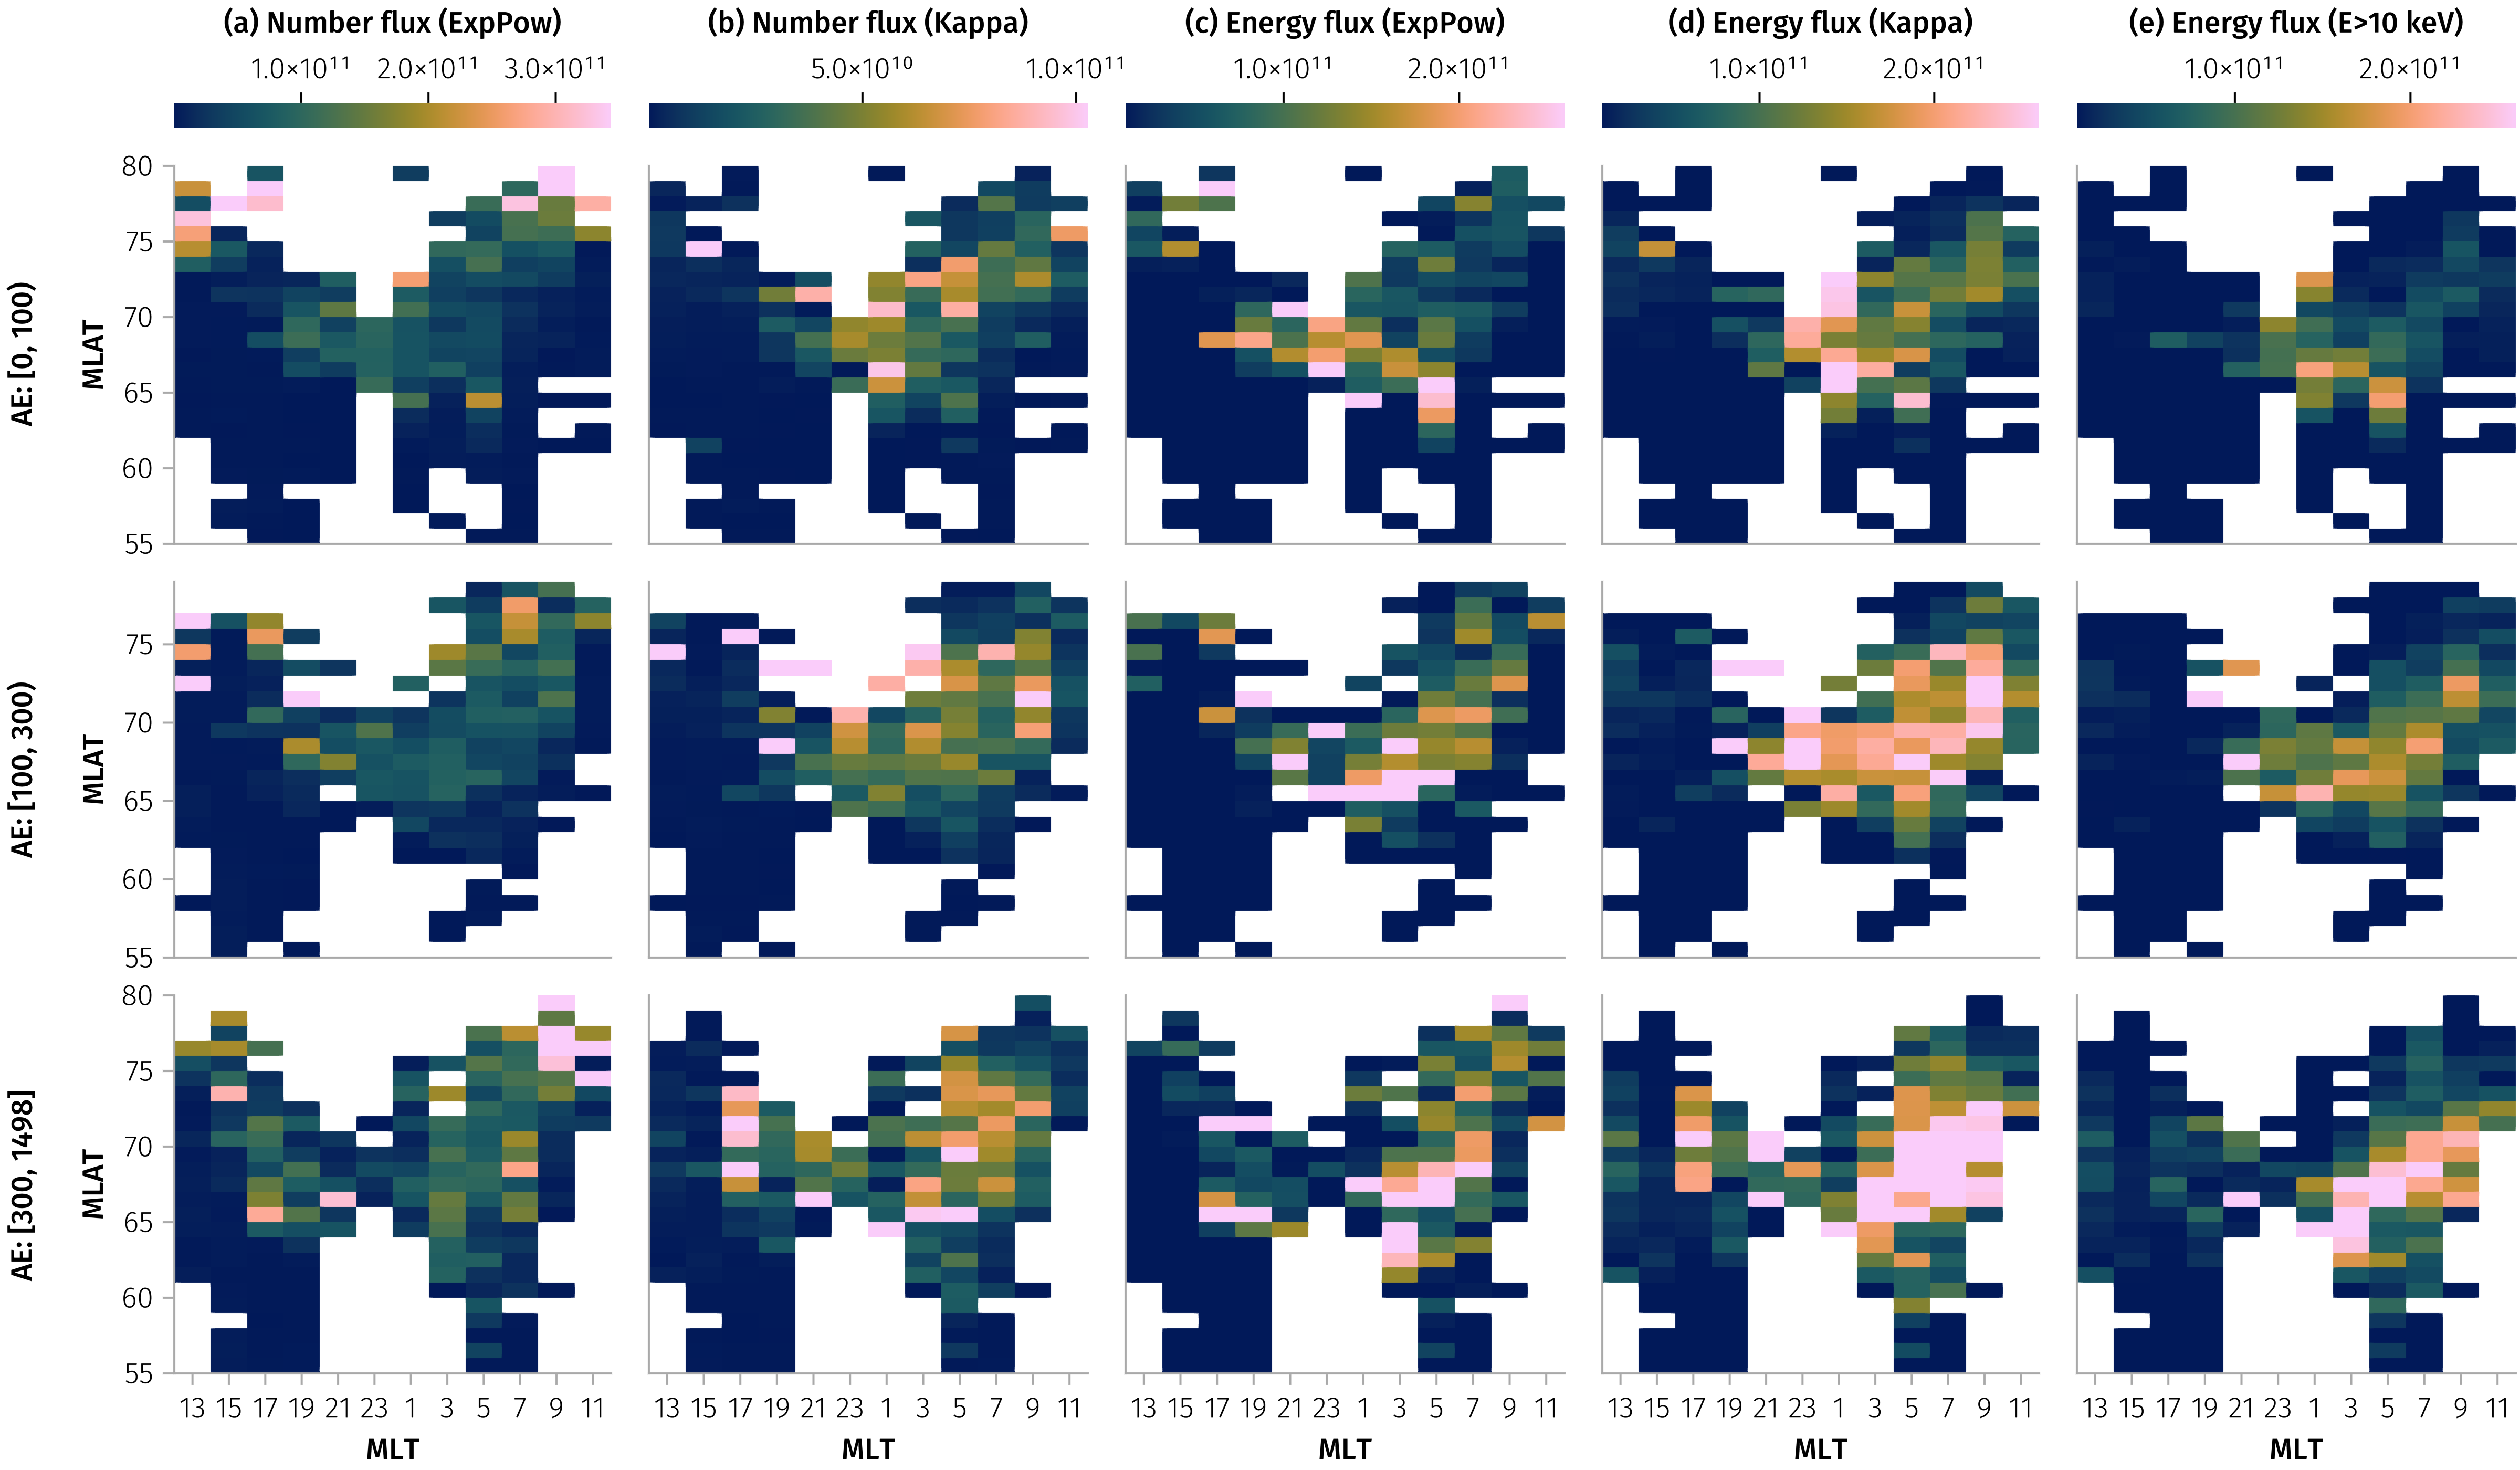 (a) Number flux (ExpPow) (b) Number flux (Kappa) (c) Energy flux (ExpPow) (d) Energy flux (Kappa) (e) Energy flux (E>10 keV)
1.0×10¹¹ 2.0×10¹¹ 3.0×10¹¹ 5.0×10¹⁰ 1.0×10¹¹ 1.0×10¹¹ 2.0×10¹¹ 1.0×10¹¹ 2.0×10¹¹ 1.0×10¹¹ 2.0×10¹¹
AE: [0, 100)
MLAT
80
75
70
65
60
55
AE: [100, 300)
MLAT
75
70
65
60
55
AE: [300, 1498]
MLAT
80
75
70
65
60
55
13 15 17 19 21 23 1 3 5 7 9 11 13 15 17 19 21 23 1 3 5 7 9 11 13 15 17 19 21 23 1 3 5 7 9 11 13 15 17 19 21 23 1 3 5 7 9 11 13 15 17 19 21 23 1 3 5 7 9 11
MLT MLT MLT MLT MLT